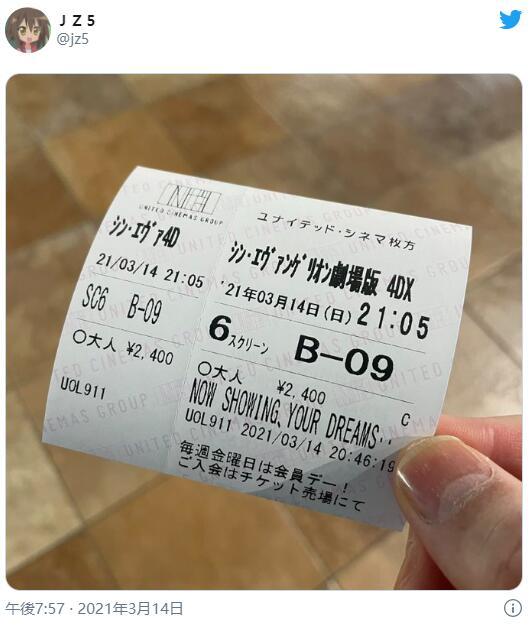 ＪＺ５
@jz5
UNITED CINEMAS GROUP
シン・エヴァ4D
21/03/14 21:05
SC6 B-09
○大人 ¥2,400
UOL911
ユナイテッド・シネマ枚方
シン・エヴァンゲリオン劇場版 4DX
'21年03月14日(日) 21:05
6スクリーン B-09
○大人 ¥2,400 C
NOW SHOWING,YOUR DREAMS..
UOL911 2021/03/14 20:46:19
毎週金曜日は会員デー！
ご入会はチケット売場にて
午後7:57 · 2021年3月14日